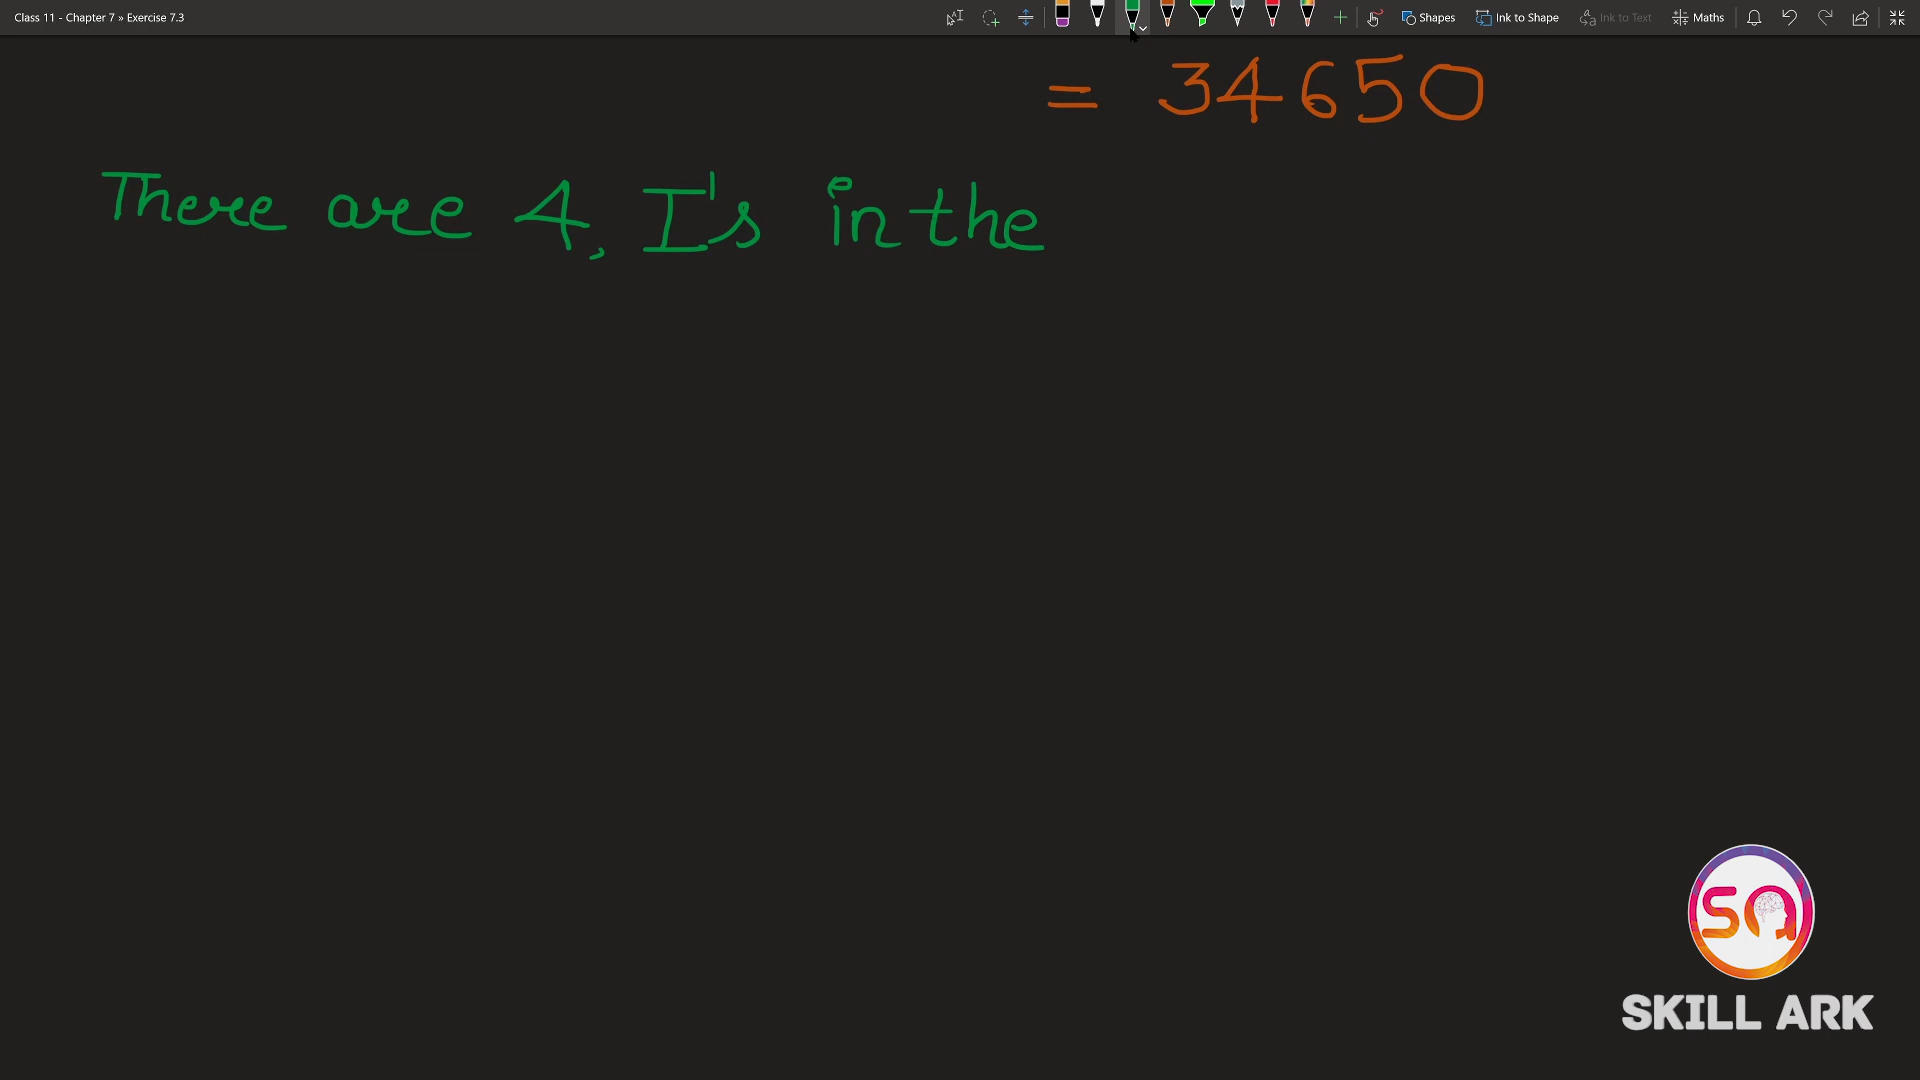 Class 11 - Chapter 7 » Exercise 7.3
Shapes Ink to Shape Ink to Text Maths
= 34650
There are 4, I's in the
SA
SKILL ARK